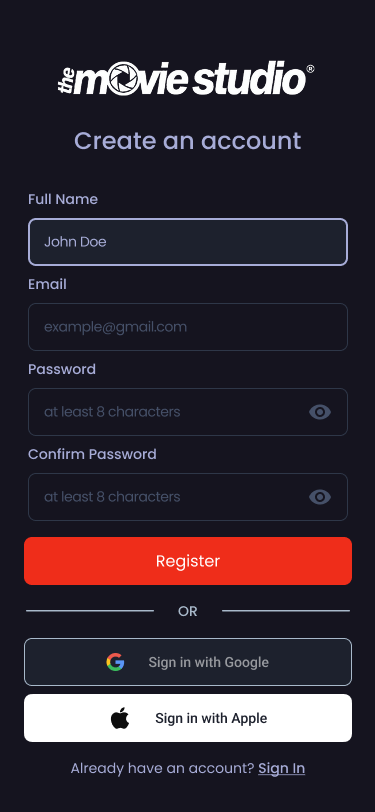 the movie studio®
Create an account
Full Name
John Doe
Email
example@gmail.com
Password
at least 8 characters
Confirm Password
at least 8 characters
Register
OR
Sign in with Google
Sign in with Apple
Already have an account? Sign In